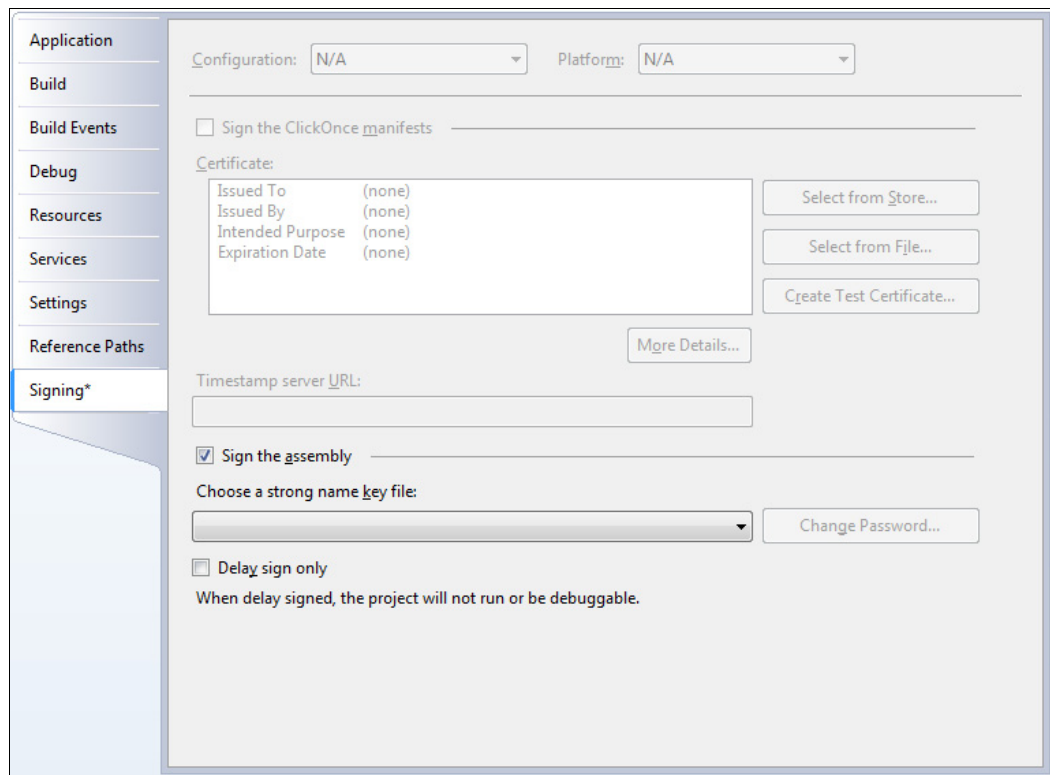 Application
Build
Build Events
Debug
Resources
Services
Settings
Reference Paths
Signing*
Configuration: N/A Platform: N/A
Sign the ClickOnce manifests
Certificate:
Issued To (none)
Issued By (none)
Intended Purpose (none)
Expiration Date (none)
Select from Store...
Select from File...
Create Test Certificate...
More Details...
Timestamp server URL:
Sign the assembly
Choose a strong name key file:
Change Password...
Delay sign only
When delay signed, the project will not run or be debuggable.